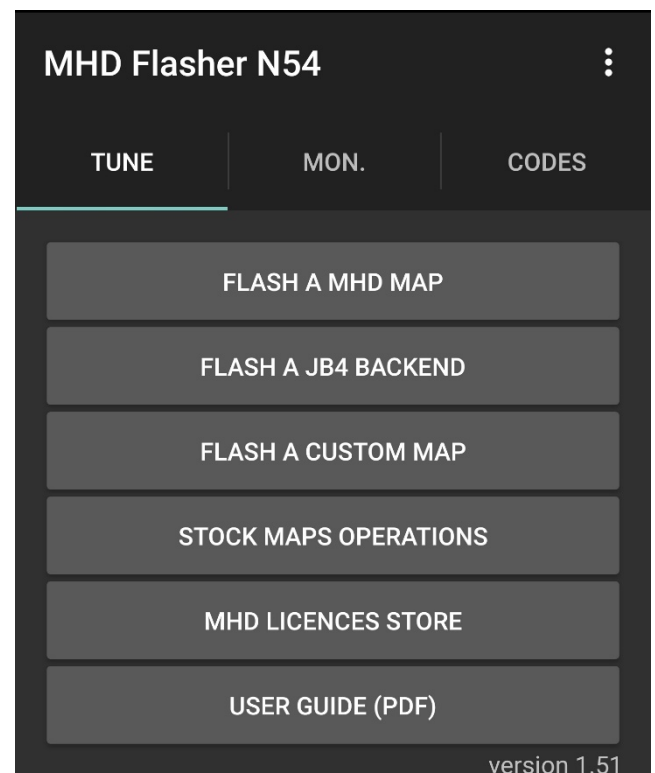 MHD Flasher N54
TUNE MON. CODES
FLASH A MHD MAP
FLASH A JB4 BACKEND
FLASH A CUSTOM MAP
STOCK MAPS OPERATIONS
MHD LICENCES STORE
USER GUIDE (PDF)
version 1.51